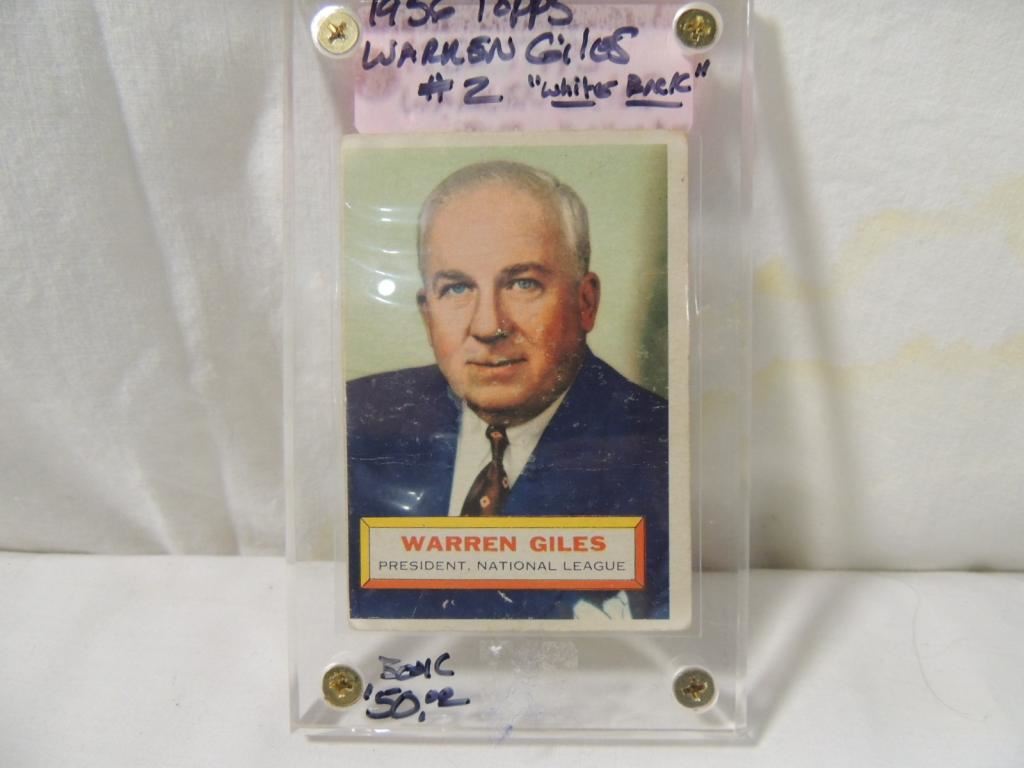 1956 TOPPS
WARREN GilES
#2 "White Back"
WARREN GILES
PRESIDENT, NATIONAL LEAGUE
$50.00